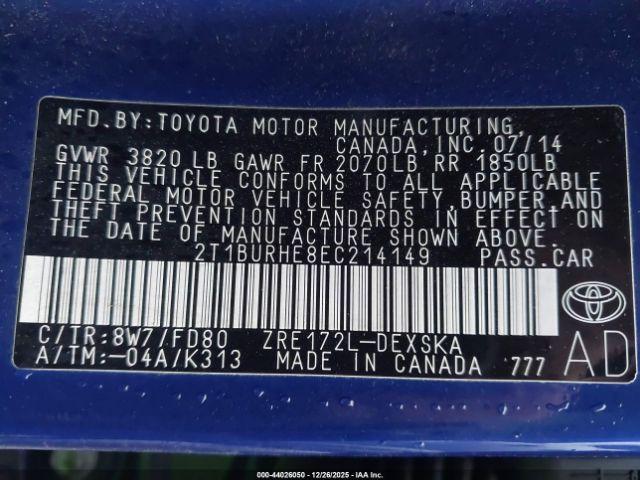 MFD. BY: TOYOTA MOTOR MANUFACTURING,
CANADA, INC. 07/14
GVWR 3820 LB GAWR FR 2070LB, RR 1850LB
THIS VEHICLE CONFORMS TO ALL APPLICABLE
FEDERAL MOTOR VEHICLE SAFETY, BUMPER, AND
THEFT PREVENTION STANDARDS IN EFFECT ON
THE DATE OF MANUFACTURE SHOWN ABOVE.
2T1BURHE8EC214149 PASS. CAR
C/TR: 8W7/FD80 ZRE172L-DEXSKA
A/TM: -04A/K313 MADE IN CANADA 777 AD
000-44026050 - 12/26/2025 - IAA Inc.